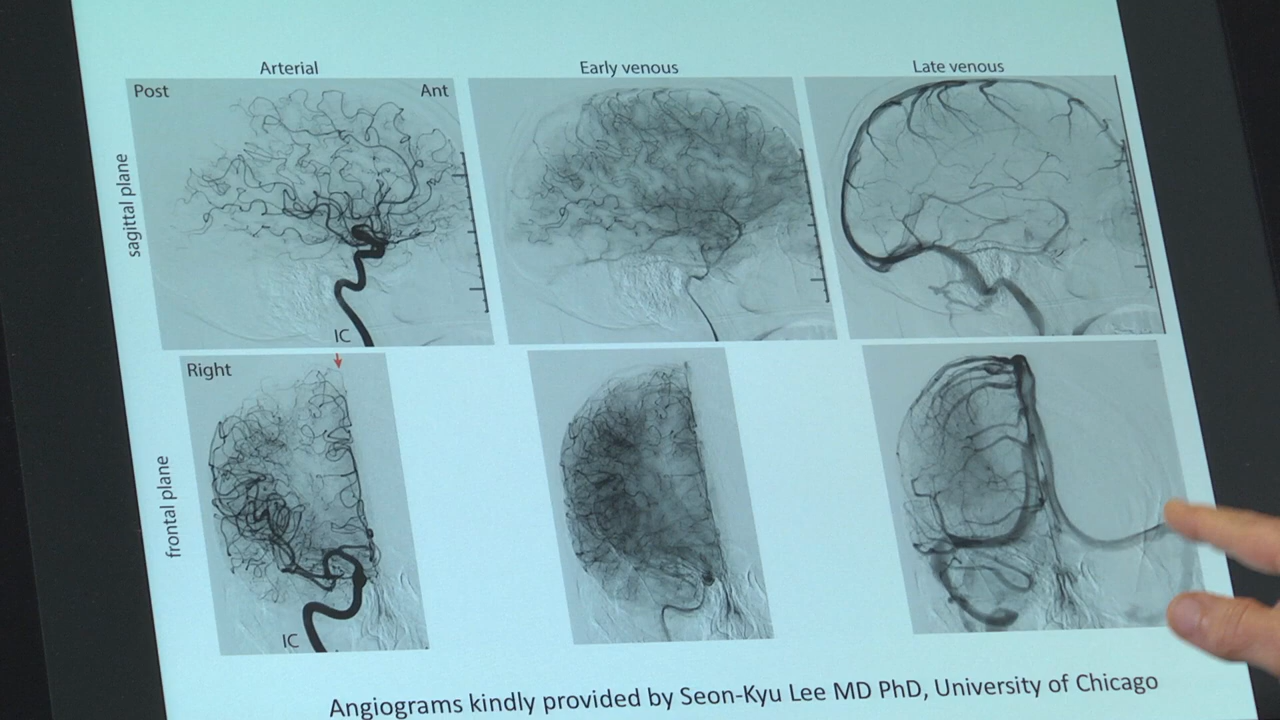 Arterial
Early venous
Late venous
Post
Ant
sagittal plane
IC
Right
frontal plane
IC
Angiograms kindly provided by Seon-Kyu Lee MD PhD, University of Chicago